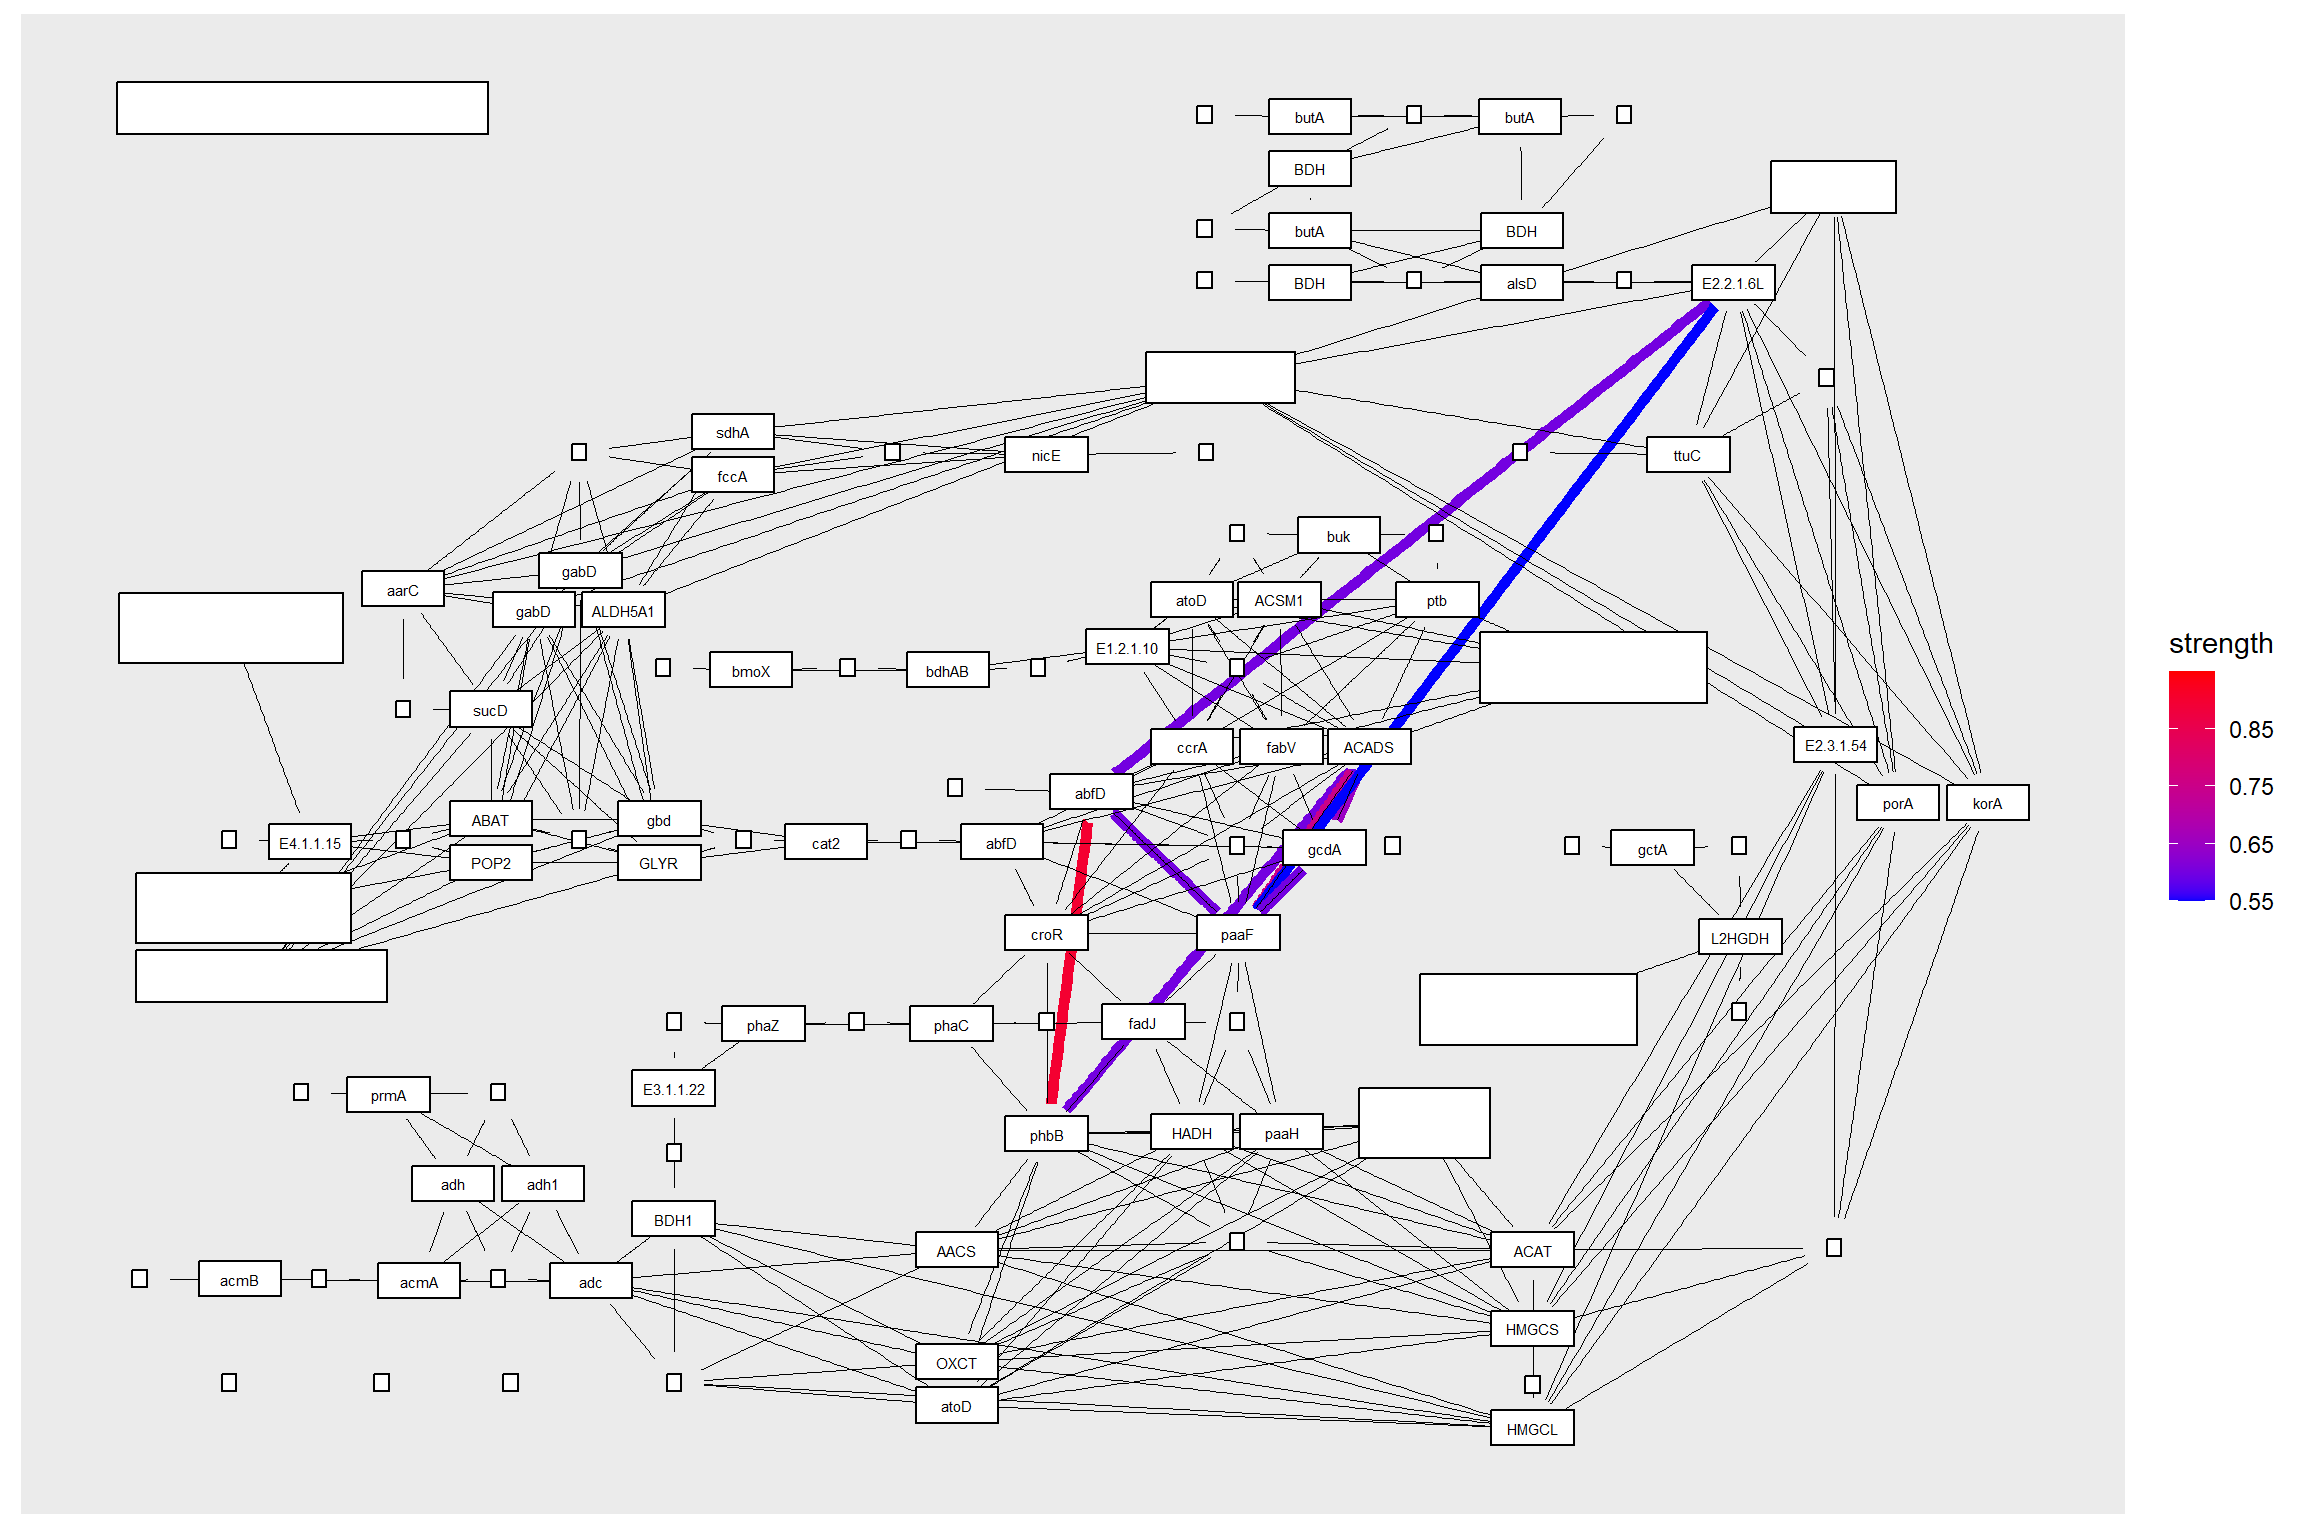 butA
butA
BDH
butA
BDH
BDH
alsD
E2.2.1.6L
sdhA
nicE
ttuC
fccA
buk
gabD
aarC
atoD
ACSM1
ptb
gabD
ALDH5A1
strength
E1.2.1.10
bmoX
bdhAB
sucD
0.85
ccrA
fabV
ACADS
E2.3.1.54
0.75
abfD
porA
korA
ABAT
gbd
E4.1.1.15
cat2
abfD
gcdA
gctA
0.65
POP2
GLYR
0.55
croR
paaF
L2HGDH
phaZ
phaC
fadJ
E3.1.1.22
prmA
phbB
HADH
paaH
adh
adh1
BDH1
AACS
ACAT
acmB
acmA
adc
HMGCS
OXCT
atoD
HMGCL